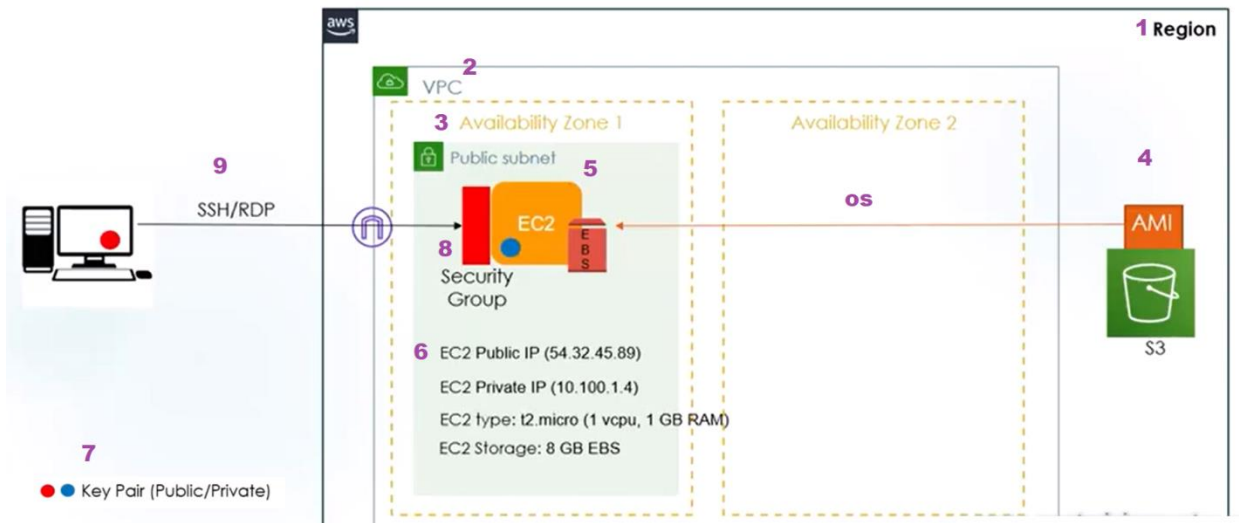 aws
1 Region
2
VPC
3 Availability Zone 1
Availability Zone 2
Public subnet
5
4
9
SSH/RDP
EC2
EBS
os
AMI
8
Security
Group
S3
6 EC2 Public IP (54.32.45.89)
EC2 Private IP (10.100.1.4)
EC2 type: t2.micro (1 vcpu, 1 GB RAM)
EC2 Storage: 8 GB EBS
7
Key Pair (Public/Private)